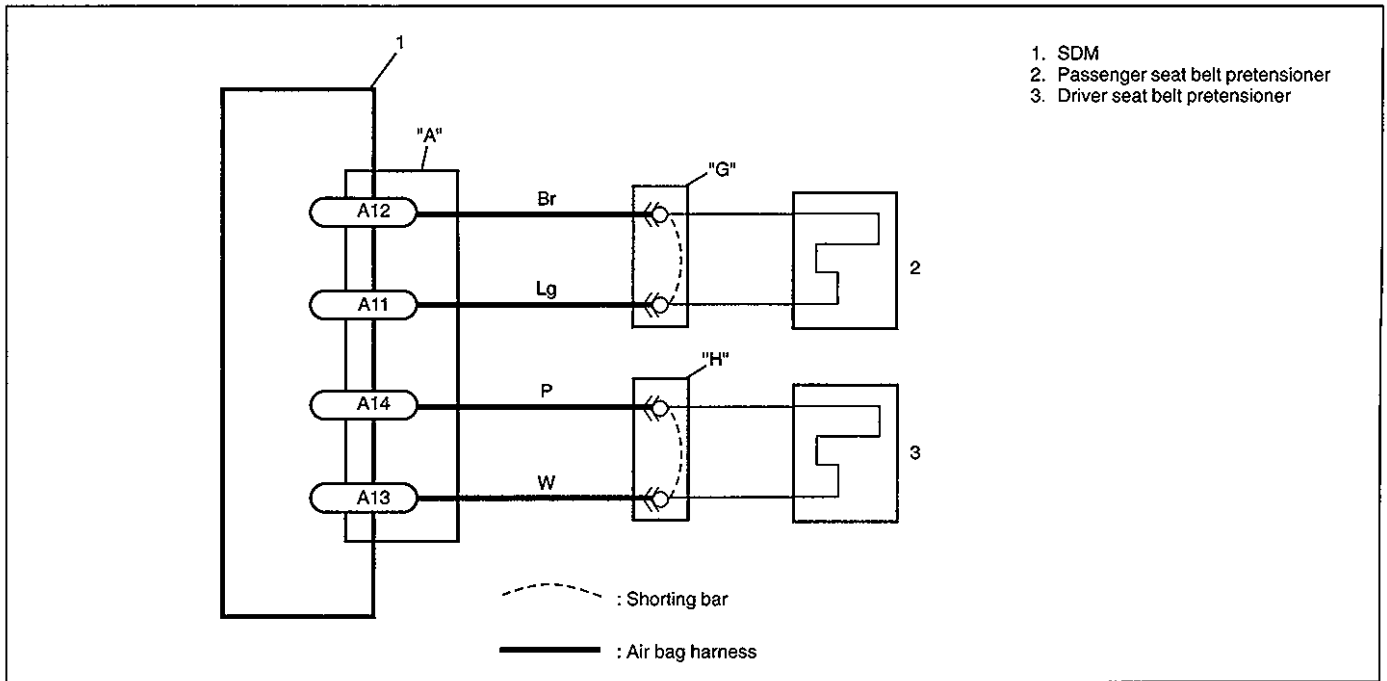 1
1. SDM
2. Passenger seat belt pretensioner
3. Driver seat belt pretensioner
"A"
"G"
A12
Br
2
A11
Lg
"H"
A14
P
3
A13
W
: Shorting bar
: Air bag harness